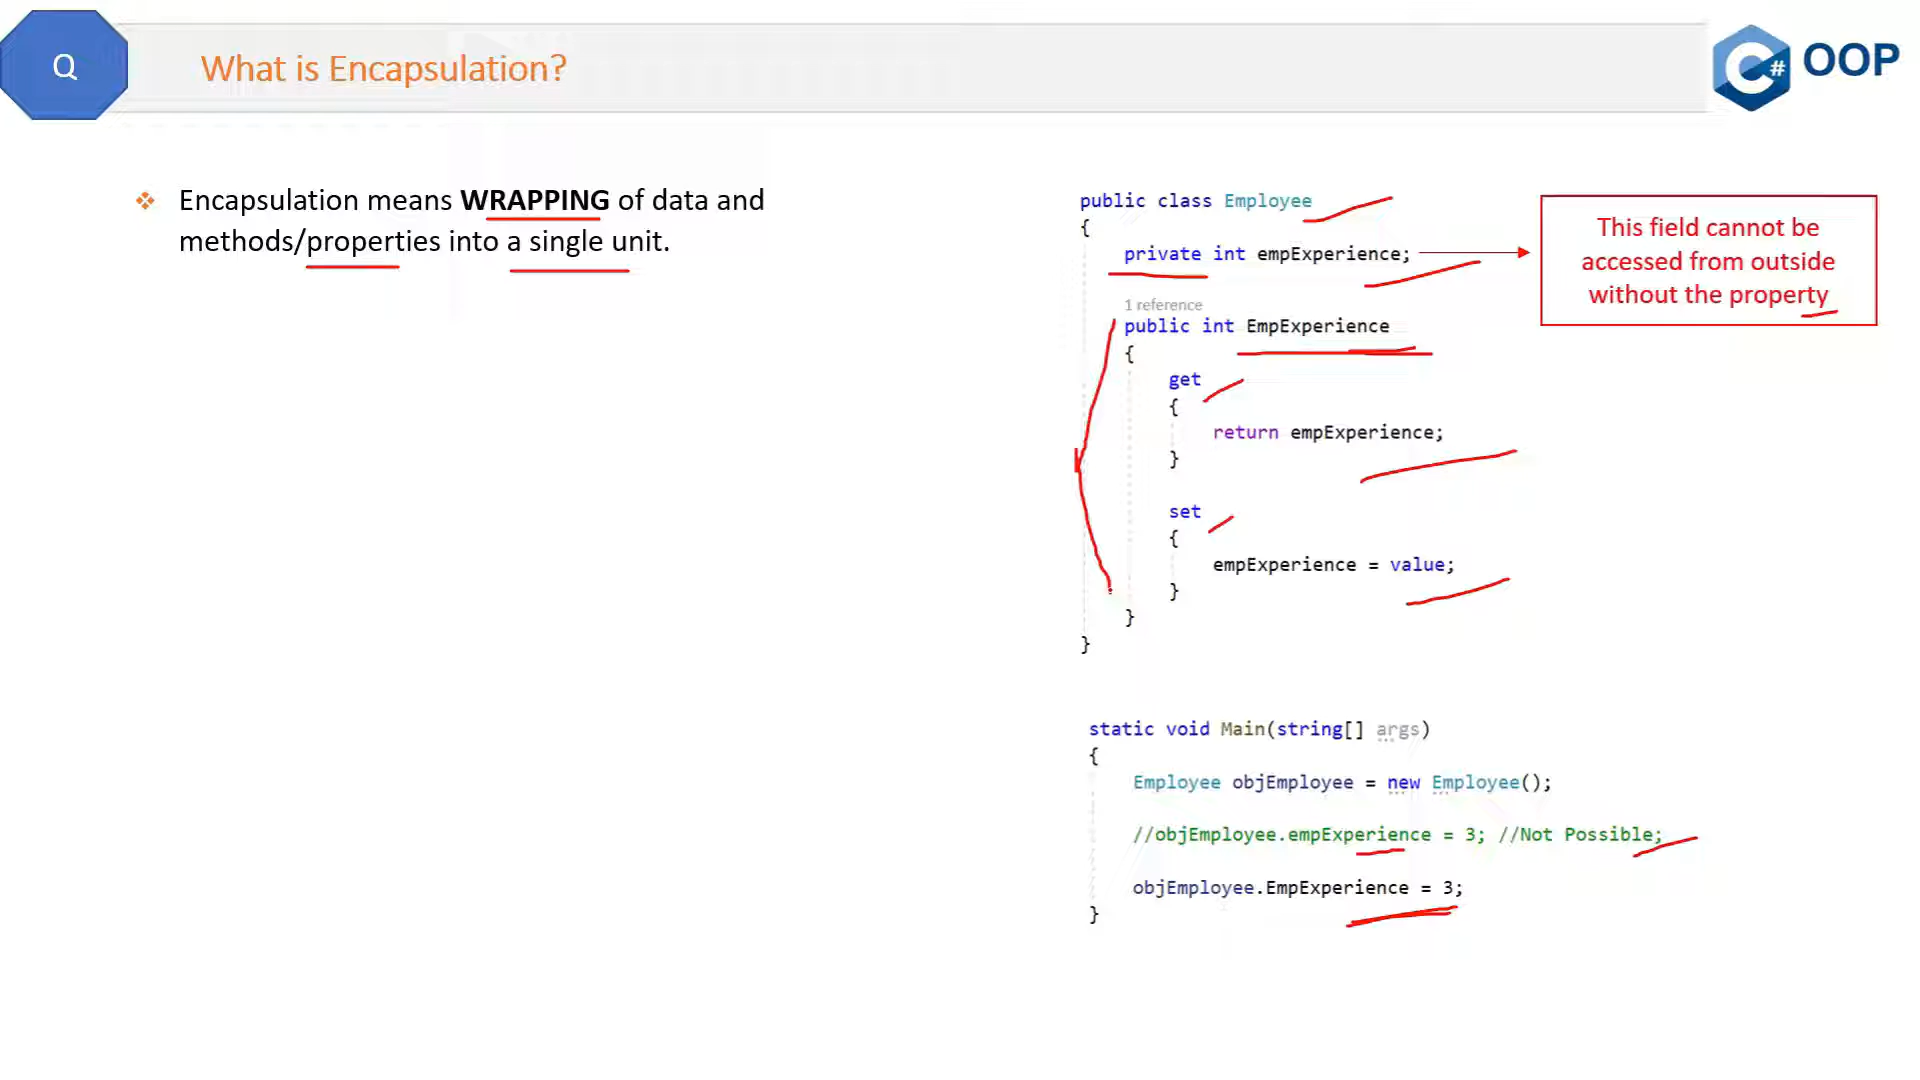 Q
What is Encapsulation?
C# OOP
Encapsulation means WRAPPING of data and
methods/properties into a single unit.
public class Employee
{
private int empExperience;
1 reference
public int EmpExperience
{
get
{
return empExperience;
}
set
{
empExperience = value;
}
}
}
This field cannot be
accessed from outside
without the property
static void Main(string[] args)
{
Employee objEmployee = new Employee();
//objEmployee.empExperience = 3; //Not Possible;
objEmployee.EmpExperience = 3;
}